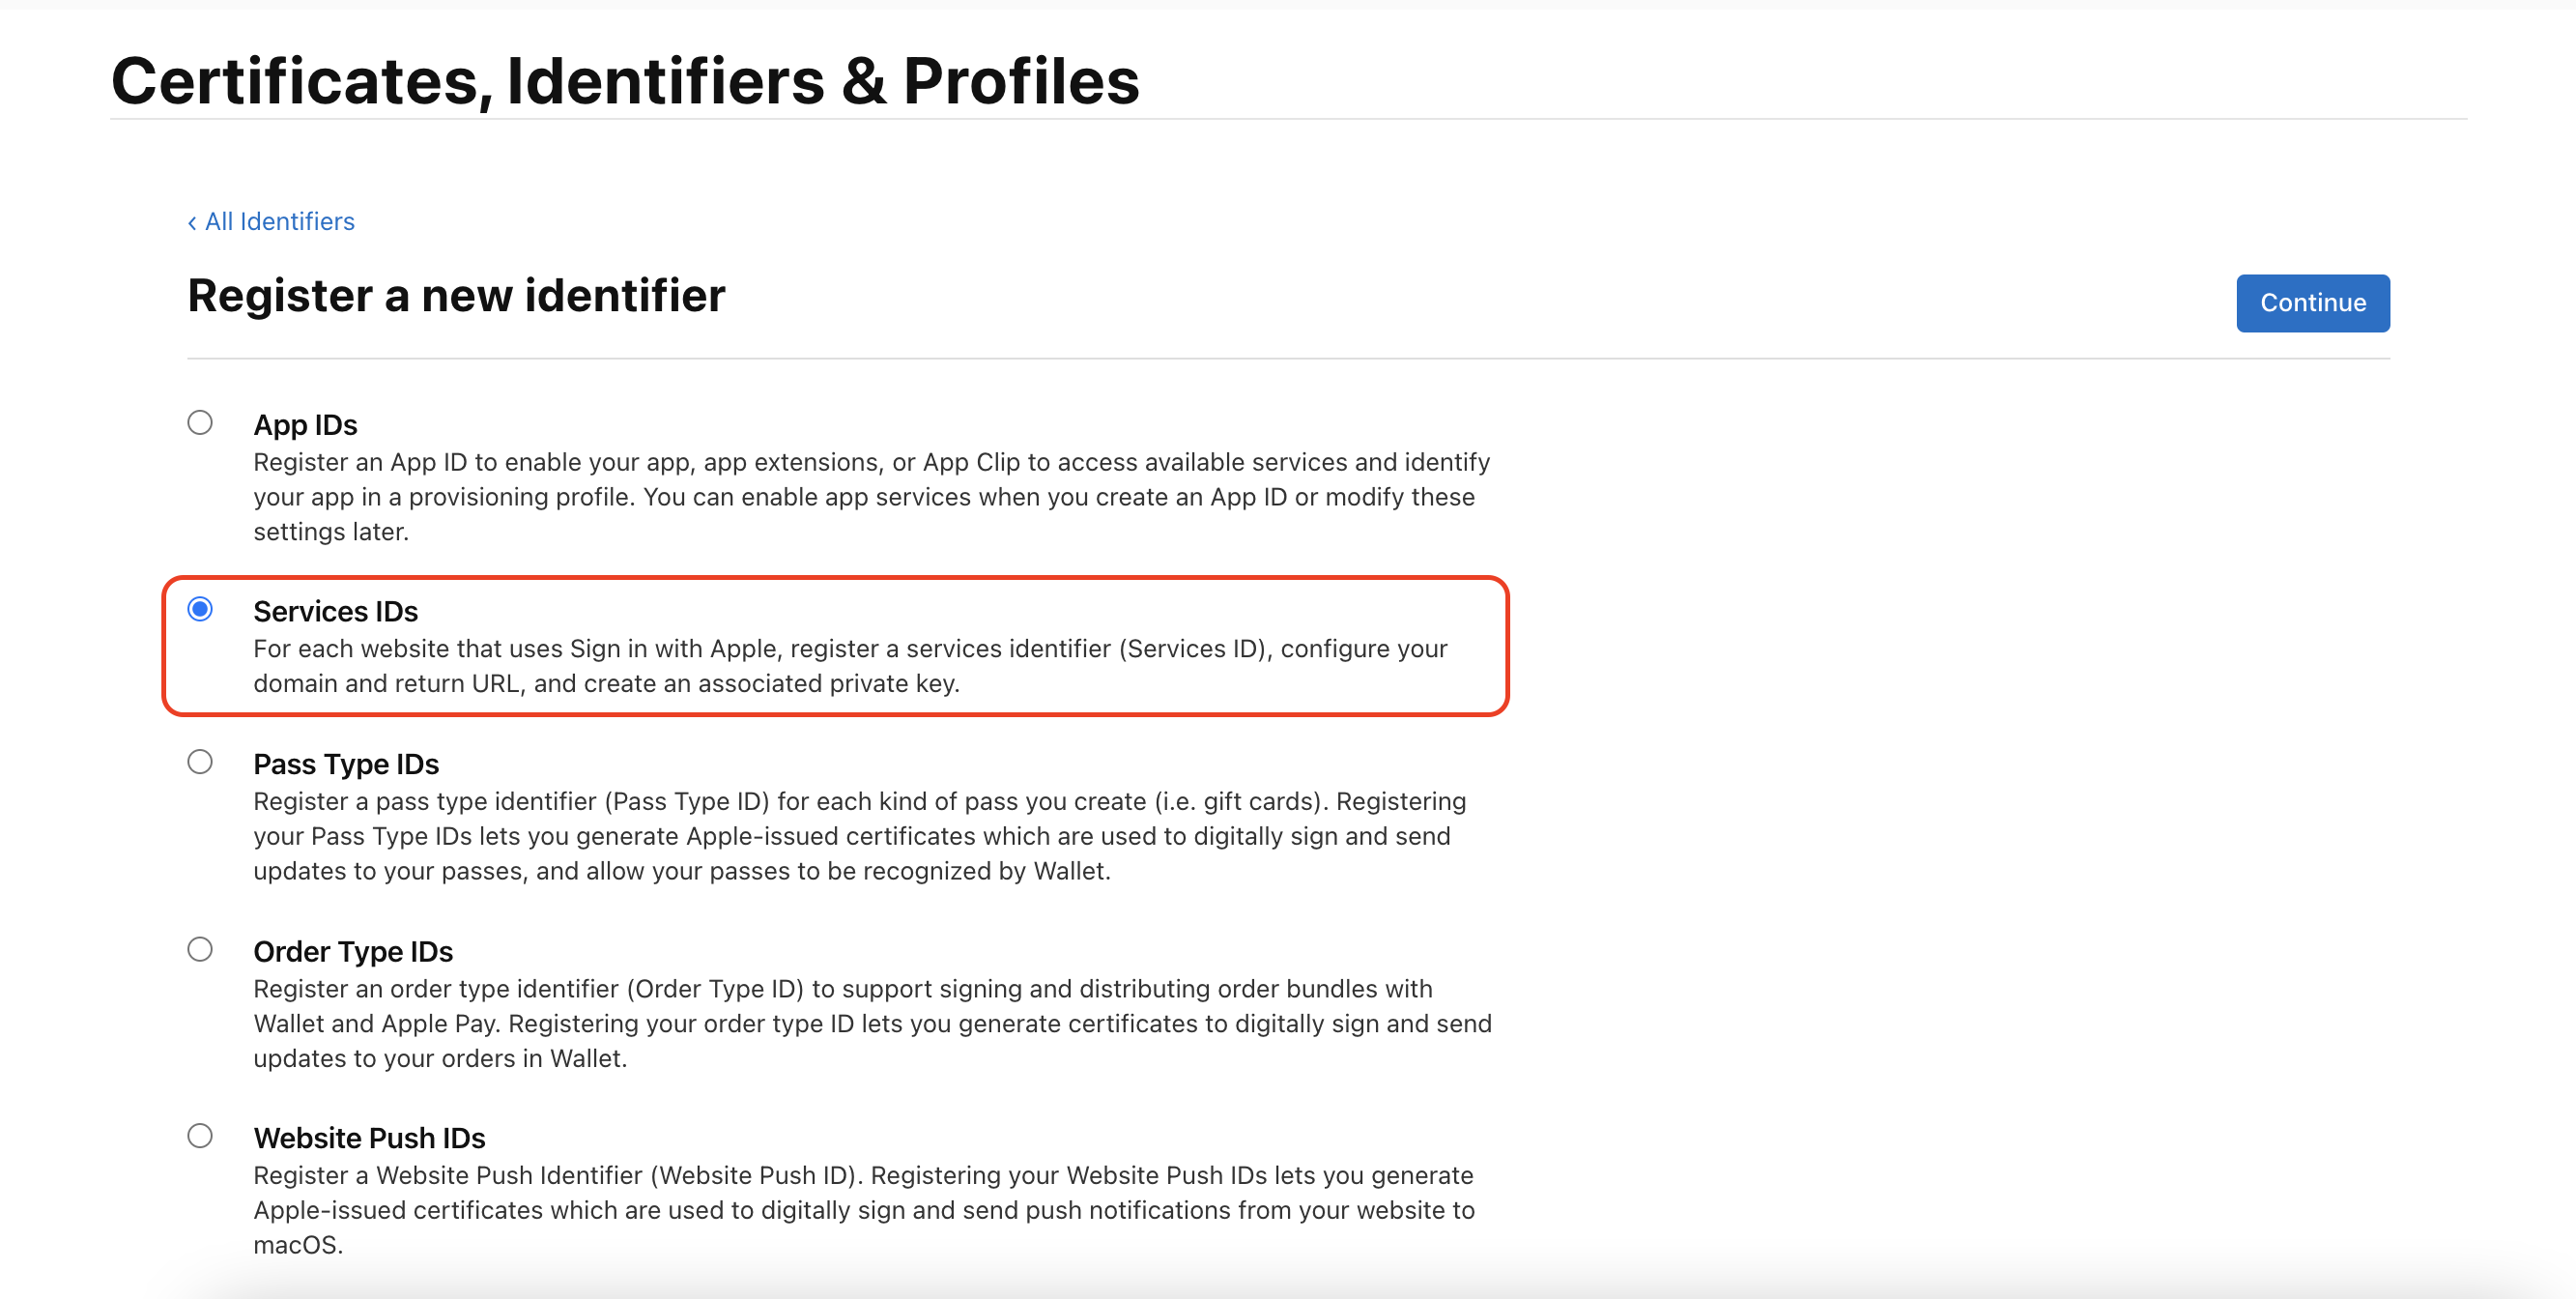 Certificates, Identifiers & Profiles
‹ All Identifiers
Register a new identifier
Continue
App IDs
Register an App ID to enable your app, app extensions, or App Clip to access available services and identify
your app in a provisioning profile. You can enable app services when you create an App ID or modify these
settings later.
Services IDs
For each website that uses Sign in with Apple, register a services identifier (Services ID), configure your
domain and return URL, and create an associated private key.
Pass Type IDs
Register a pass type identifier (Pass Type ID) for each kind of pass you create (i.e. gift cards). Registering
your Pass Type IDs lets you generate Apple-issued certificates which are used to digitally sign and send
updates to your passes, and allow your passes to be recognized by Wallet.
Order Type IDs
Register an order type identifier (Order Type ID) to support signing and distributing order bundles with
Wallet and Apple Pay. Registering your order type ID lets you generate certificates to digitally sign and send
updates to your orders in Wallet.
Website Push IDs
Register a Website Push Identifier (Website Push ID). Registering your Website Push IDs lets you generate
Apple-issued certificates which are used to digitally sign and send push notifications from your website to
macOS.